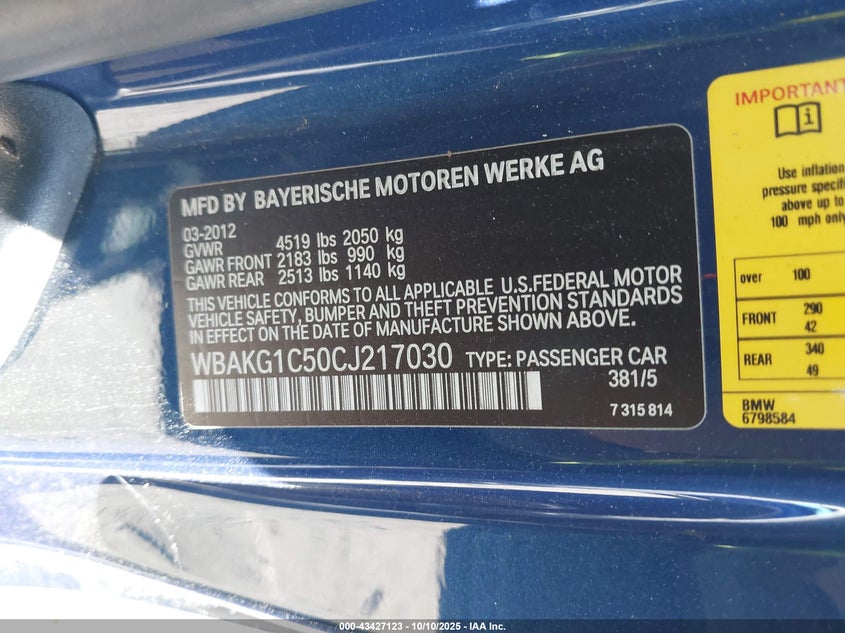 MFD BY BAYERISCHE MOTOREN WERKE AG
03-2012
GVWR 4519 lbs 2050 kg
GAWR FRONT 2183 lbs 990 kg
GAWR REAR 2513 lbs 1140 kg
THIS VEHICLE CONFORMS TO ALL APPLICABLE U.S.FEDERAL MOTOR
VEHICLE SAFETY, BUMPER AND THEFT PREVENTION STANDARDS
IN EFFECT ON DATE OF MANUFACTURE SHOWN ABOVE.
WBAKG1C50CJ217030 TYPE: PASSENGER CAR
381/5
7 315 814
IMPORTANT
Use inflation
pressure specifi
above up to
100 mph only
over 100
FRONT 290
42
REAR 340
49
BMW
6798584
000-43427123 - 10/10/2025 - IAA Inc.